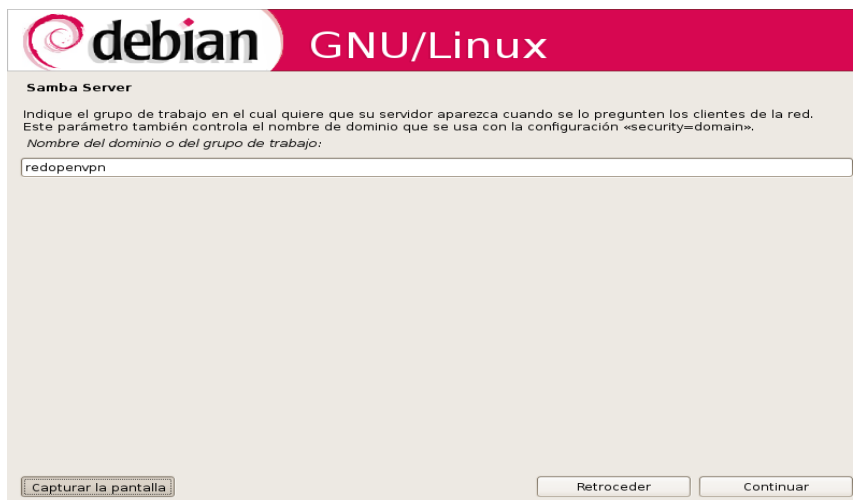 debian GNU/Linux
Samba Server
Indique el grupo de trabajo en el cual quiere que su servidor aparezca cuando se lo pregunten los clientes de la red.
Este parámetro también controla el nombre de dominio que se usa con la configuración «security=domain».
Nombre del dominio o del grupo de trabajo:
redopenvpn
Capturar la pantalla Retroceder Continuar